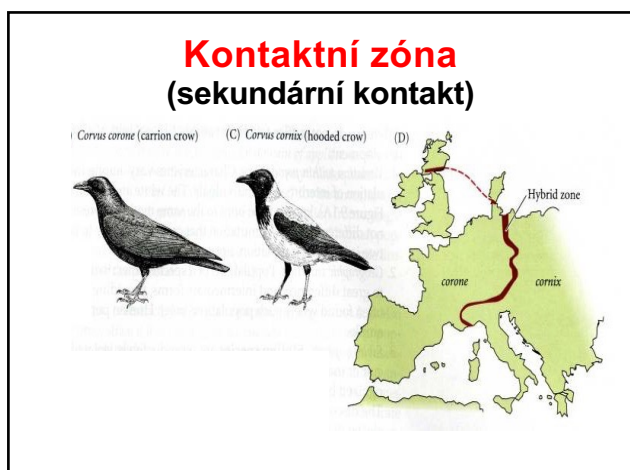 Kontaktní zóna
(sekundární kontakt)
) Corvus corone (carrion crow)
(C) Corvus cornix (hooded crow)
(D)
Hybrid zone
corone
cornix